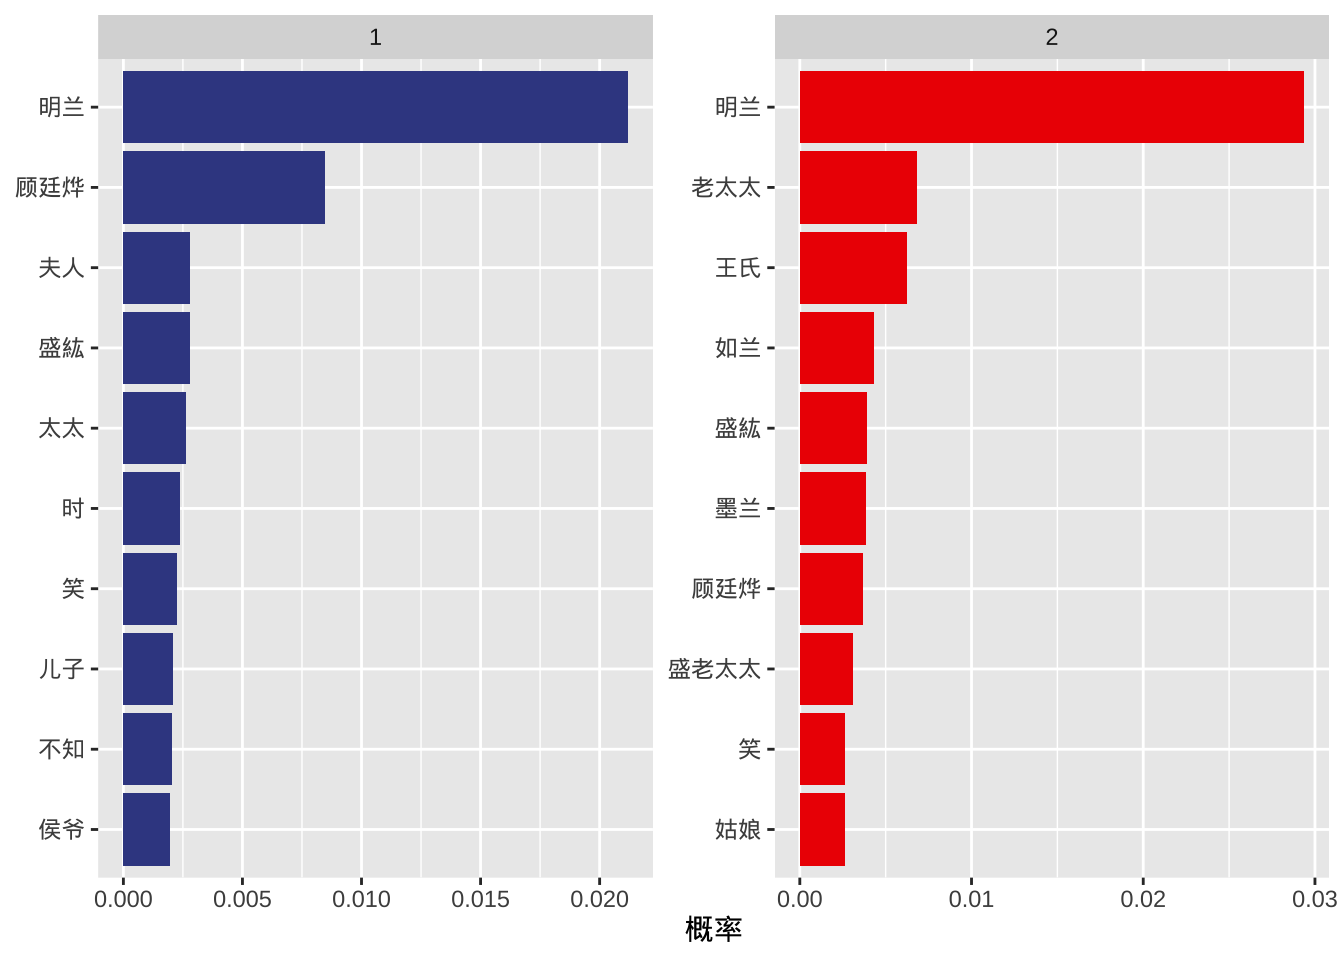 1
明兰
顾廷烨
夫人
盛紘
太太
时
笑
儿子
不知
侯爷
0.000 0.005 0.010 0.015 0.020
2
明兰
老太太
王氏
如兰
盛紘
墨兰
顾廷烨
盛老太太
笑
姑娘
0.00 0.01 0.02 0.03
概率